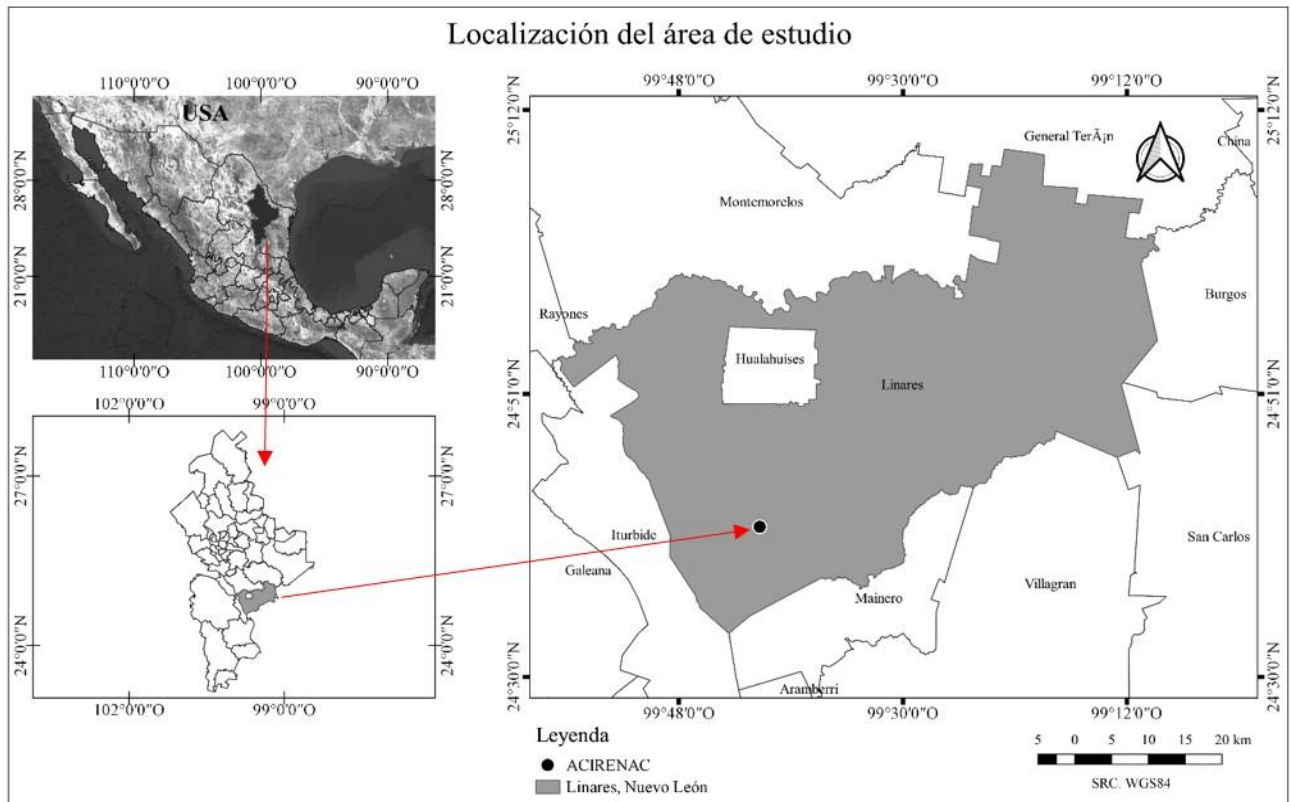 Localización del área de estudio
110°0'0"O 100°0'0"O 90°0'0"O
USA
28°0'0"N
21°0'0"N
28°0'0"N
21°0'0"N
110°0'0"O 100°0'0"O 90°0'0"O
102°0'0"O 99°0'0"O
27°0'0"N
24°0'0"N
27°0'0"N
24°0'0"N
102°0'0"O 99°0'0"O
99°48'0"O 99°30'0"O 99°12'0"O
25°12'0"N
24°51'0"N
24°30'0"N
25°12'0"N
24°51'0"N
24°30'0"N
General TerÃ¡n
China
Montemorelos
Burgos
Rayones
Hualahuises
Linares
Iturbide
San Carlos
Galeana
Villagran
Mainero
Aramberri
99°48'0"O 99°30'0"O 99°12'0"O
Leyenda
ACIRENAC
Linares, Nuevo León
5 0 5 10 15 20 km
SRC. WGS84